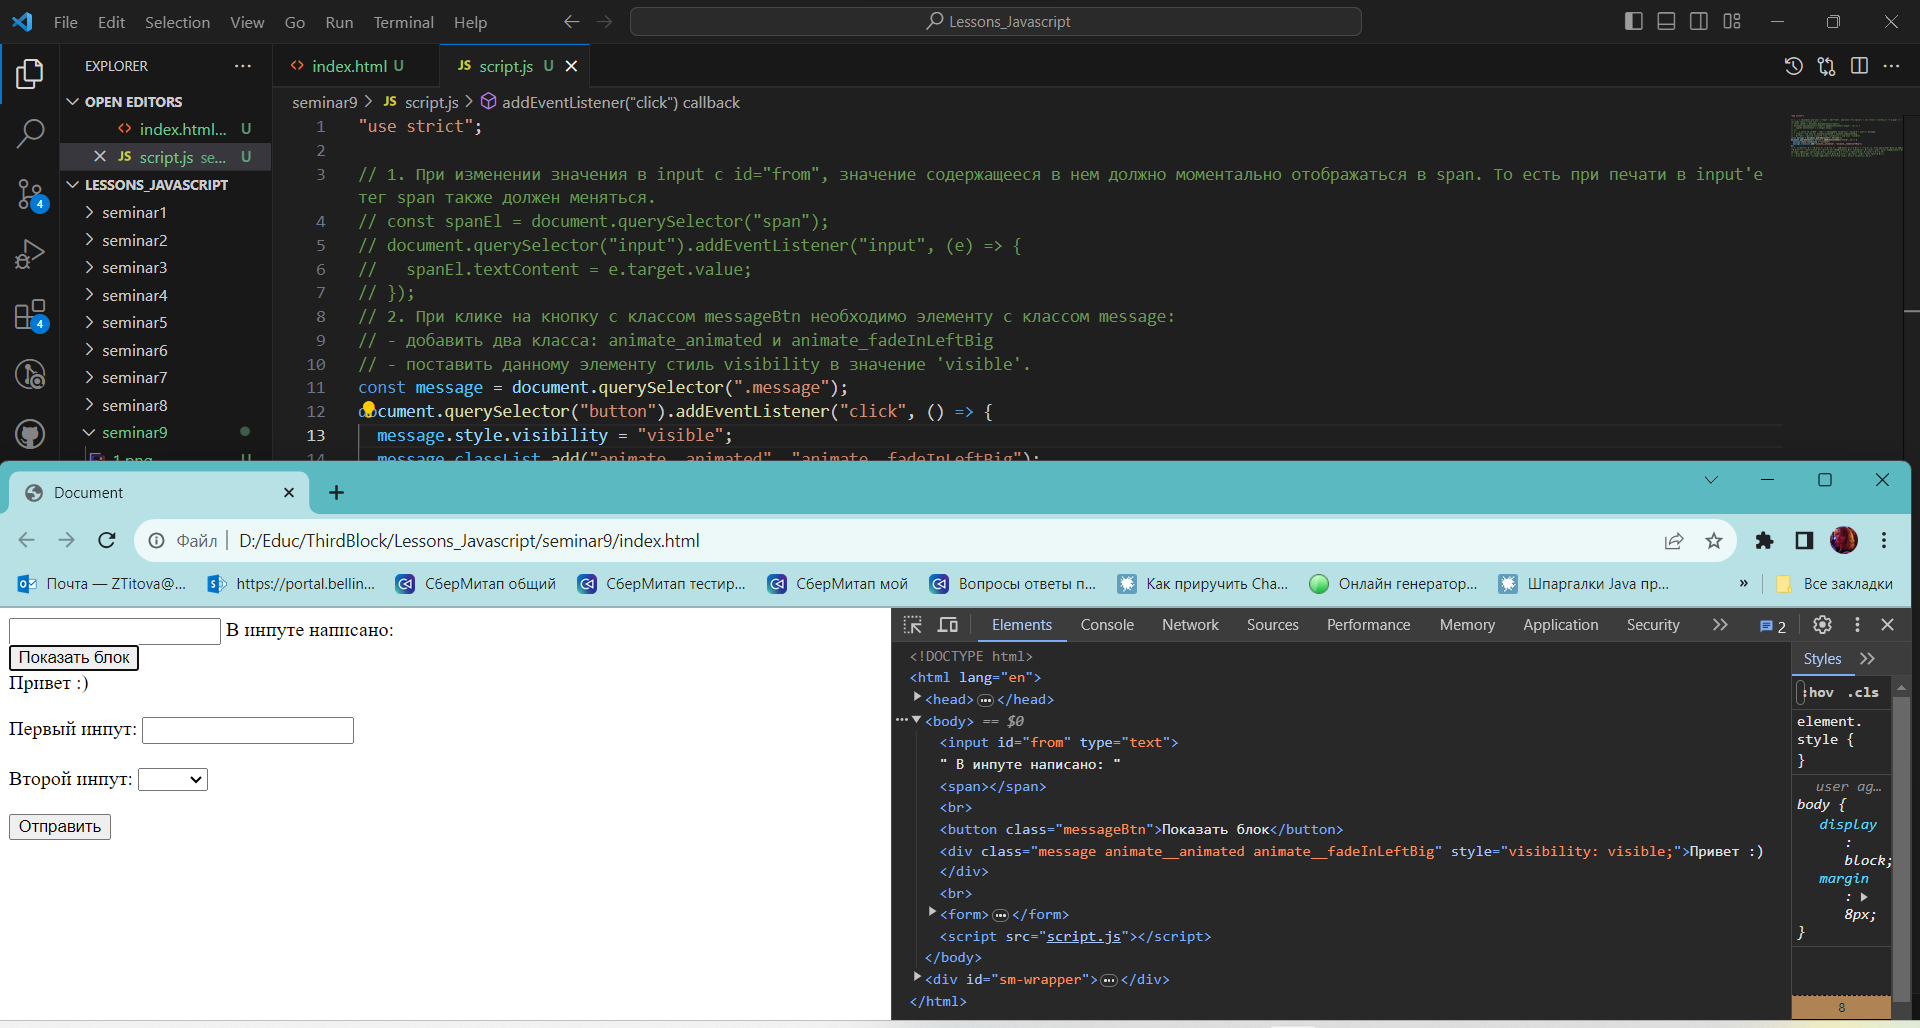 File Edit Selection View Go Run Terminal Help Lessons_Javascript
EXPLORER
OPEN EDITORS
index.html... U
script.js se... U
LESSONS_JAVASCRIPT
seminar1
seminar2
seminar3
seminar4
seminar5
seminar6
seminar7
seminar8
seminar9
4
4
index.html U JS script.js U
seminar9 > JS script.js > addEventListener("click") callback
1 "use strict";
2
3 // 1. При изменении значения в input с id="from", значение содержащееся в нем должно моментально отображаться в span. То есть при печати в input'е
тег span также должен меняться.
4 // const spanEl = document.querySelector("span");
5 // document.querySelector("input").addEventListener("input", (e) => {
6 //   spanEl.textContent = e.target.value;
7 // });
8 // 2. При клике на кнопку с классом messageBtn необходимо элементу с классом message:
9 // - добавить два класса: animate_animated и animate_fadeInLeftBig
10 // - поставить данному элементу стиль visibility в значение 'visible'.
11 const message = document.querySelector(".message");
12 document.querySelector("button").addEventListener("click", () => {
13   message.style.visibility = "visible";
14   message.classList.add("animate__animated", "animate__fadeInLeftBig");
Document
Файл D:/Educ/ThirdBlock/Lessons_Javascript/seminar9/index.html
Почта — ZTitova@... https://portal.bellin... СберМитап общий СберМитап тестир... СберМитап мой Вопросы ответы п... Как приручить Cha... Онлайн генератор... Шпаргалки Java пр... » Все закладки
В инпуте написано:
Показать блок
Привет :)
Первый инпут:
Второй инпут:
Отправить
Elements Console Network Sources Performance Memory Application Security 2
<!DOCTYPE html>
<html lang="en">
<head>…</head>
<body> == $0
<input id="from" type="text">
" В инпуте написано: "
<span></span>
<br>
<button class="messageBtn">Показать блок</button>
<div class="message animate__animated animate__fadeInLeftBig" style="visibility: visible;">Привет :)
</div>
<br>
<form>…</form>
<script src="script.js"></script>
</body>
<div id="sm-wrapper">…</div>
</html>
Styles
:hov .cls
element.
style {
}
user ag…
body {
display
:
block;
margin
:
8px;
}
8